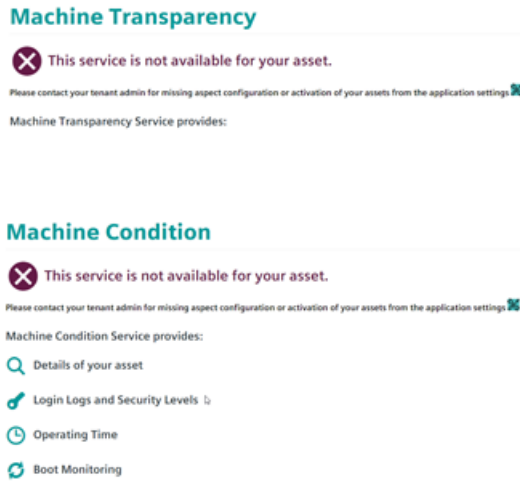 Machine Transparency
This service is not available for your asset.
Please contact your tenant admin for missing aspect configuration or activation of your assets from the application settings
Machine Transparency Service provides:
Machine Condition
This service is not available for your asset.
Please contact your tenant admin for missing aspect configuration or activation of your assets from the application settings
Machine Condition Service provides:
Details of your asset
Login Logs and Security Levels
Operating Time
Boot Monitoring